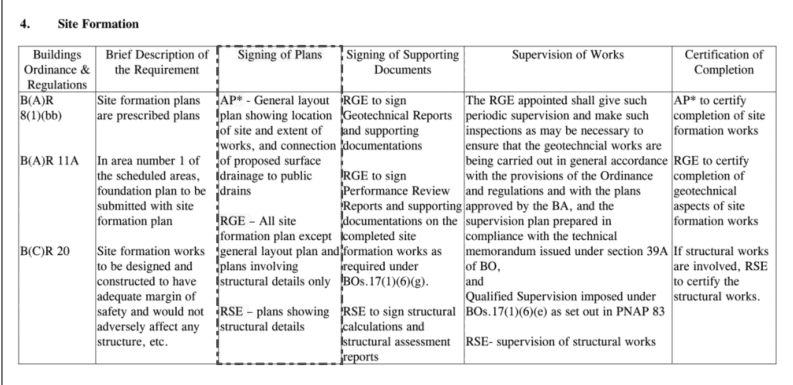 4. Site Formation
Buildings
Ordinance &
Regulations
Brief Description of
the Requirement
Signing of Plans
Signing of Supporting
Documents
Supervision of Works
Certification of
Completion
B(A)R
8(1)(bb)
B(A)R 11A
B(C)R 20
Site formation plans
are prescribed plans
In area number 1 of
the scheduled areas,
foundation plan to be
submitted with site
formation plan
Site formation works
to be designed and
constructed to have
adequate margin of
safety and would not
adversely affect any
structure, etc.
AP* - General layout
plan showing location
of site and extent of
works, and connection
of proposed surface
drainage to public
drains
RGE – All site
formation plan except
general layout plan and
plans involving
structural details only
RSE – plans showing
structural details
RGE to sign
Geotechnical Reports
and supporting
documentations
RGE to sign
Performance Review
Reports and supporting
documentations on the
completed site
formation works as
required under
BOs.17(1)(6)(g).
RSE to sign structural
calculations and
structural assessment
reports
The RGE appointed shall give such
periodic supervision and make such
inspections as may be necessary to
ensure that the geotechncial works are
being carried out in general accordance
with the provisions of the Ordinance
and regulations and with the plans
approved by the BA, and the
supervision plan prepared in
compliance with the technical
memorandum issued under section 39A
of BO,
and
Qualified Supervision imposed under
BOs.17(1)(6)(e) as set out in PNAP 83
RSE- supervision of structural works
AP* to certify
completion of site
formation works
RGE to certify
completion of
geotechnical
aspects of site
formation works
If structural works
are involved, RSE
to certify the
structural works.